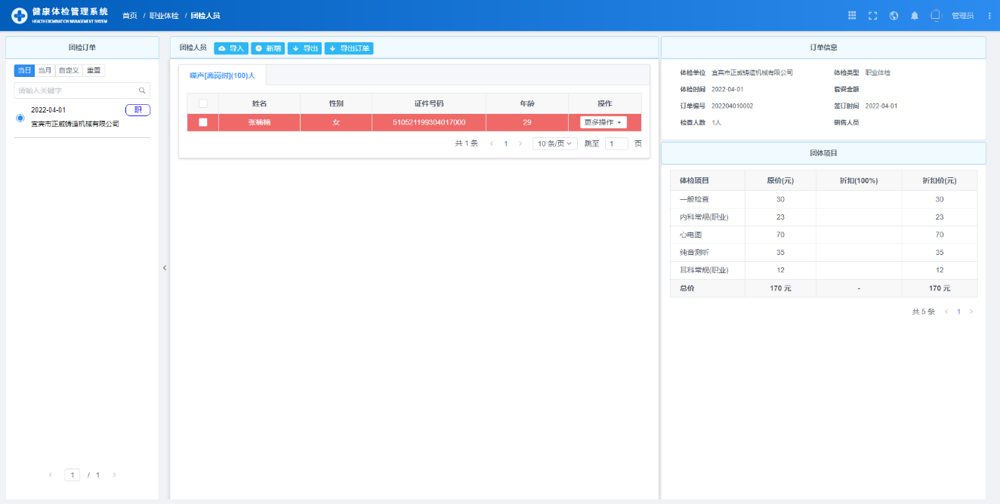 健康体检管理系统
HEALTH EXCMINATION MANAGEMENT SYSTEM
首页 / 职业体检 / 团检人员
管理员
团检订单
当日 当月 自定义 重置
请输入关键字
2022-04-01 职
宜宾市正威铸造机械有限公司
1 / 1
团检人员 导入 新增 导出 导出订单
噪声[离岗时](100)人
姓名 性别 证件号码 年龄 操作
张楠楠 女 510521199304017000 29 更多操作
共 1 条 1 10 条/页 跳至 1 页
订单信息
体检单位 宜宾市正威铸造机械有限公司 体检类型 职业体检
体检时间 2022-04-01 套餐金额
订单编号 202204010002 签订时间 2022-04-01
检查人数 1人 销售人员
团体项目
体检项目 原价(元) 折扣(100%) 折扣价(元)
一般检查 30 30
内科常规(职业) 23 23
心电图 70 70
纯音测听 35 35
耳科常规(职业) 12 12
总价 170 元 - 170 元
共 5 条 1